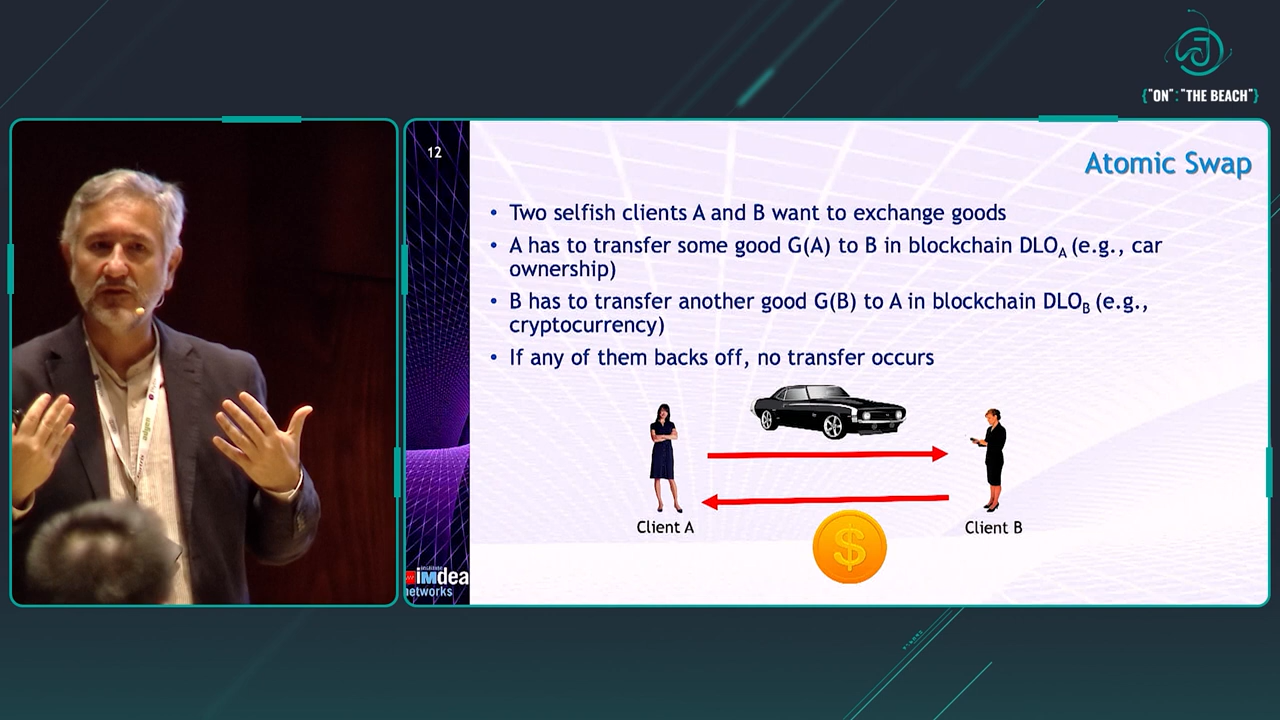 {"ON":"THE BEACH"}
12
Atomic Swap
• Two selfish clients A and B want to exchange goods
• A has to transfer some good G(A) to B in blockchain DLOA (e.g., car
ownership)
• B has to transfer another good G(B) to A in blockchain DLOB (e.g.,
cryptocurrency)
• If any of them backs off, no transfer occurs
Client A
Client B
$
imdea
networks